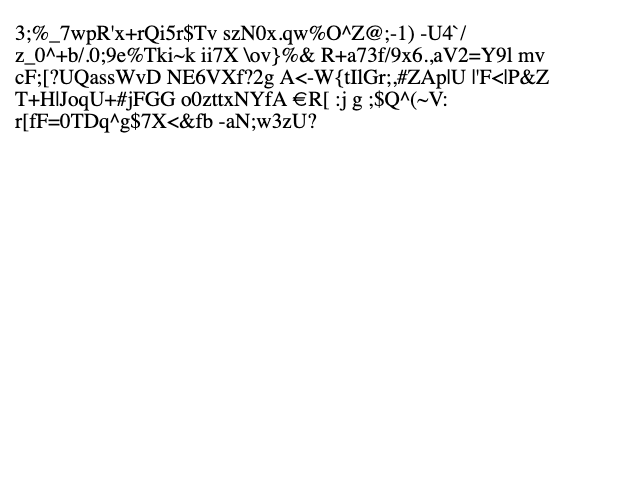 3;%_7wpR'x+rQi5r$Tv szN0x.qw%O^Z@;-1) -U4`/
z_0^+b/.0;9e%Tki~k ii7X \ov}%& R+a73f/9x6.,aV2=Y9l mv
cF;[?UQassWvD NE6VXf?2g A<-W{tIlGr;,#ZAp|U |'F<|P&Z
T+H|JoqU+#jFGG o0zttxNYfA €R[ :j g ;$Q^(~V:
r[fF=0TDq^g$7X<&fb -aN;w3zU?